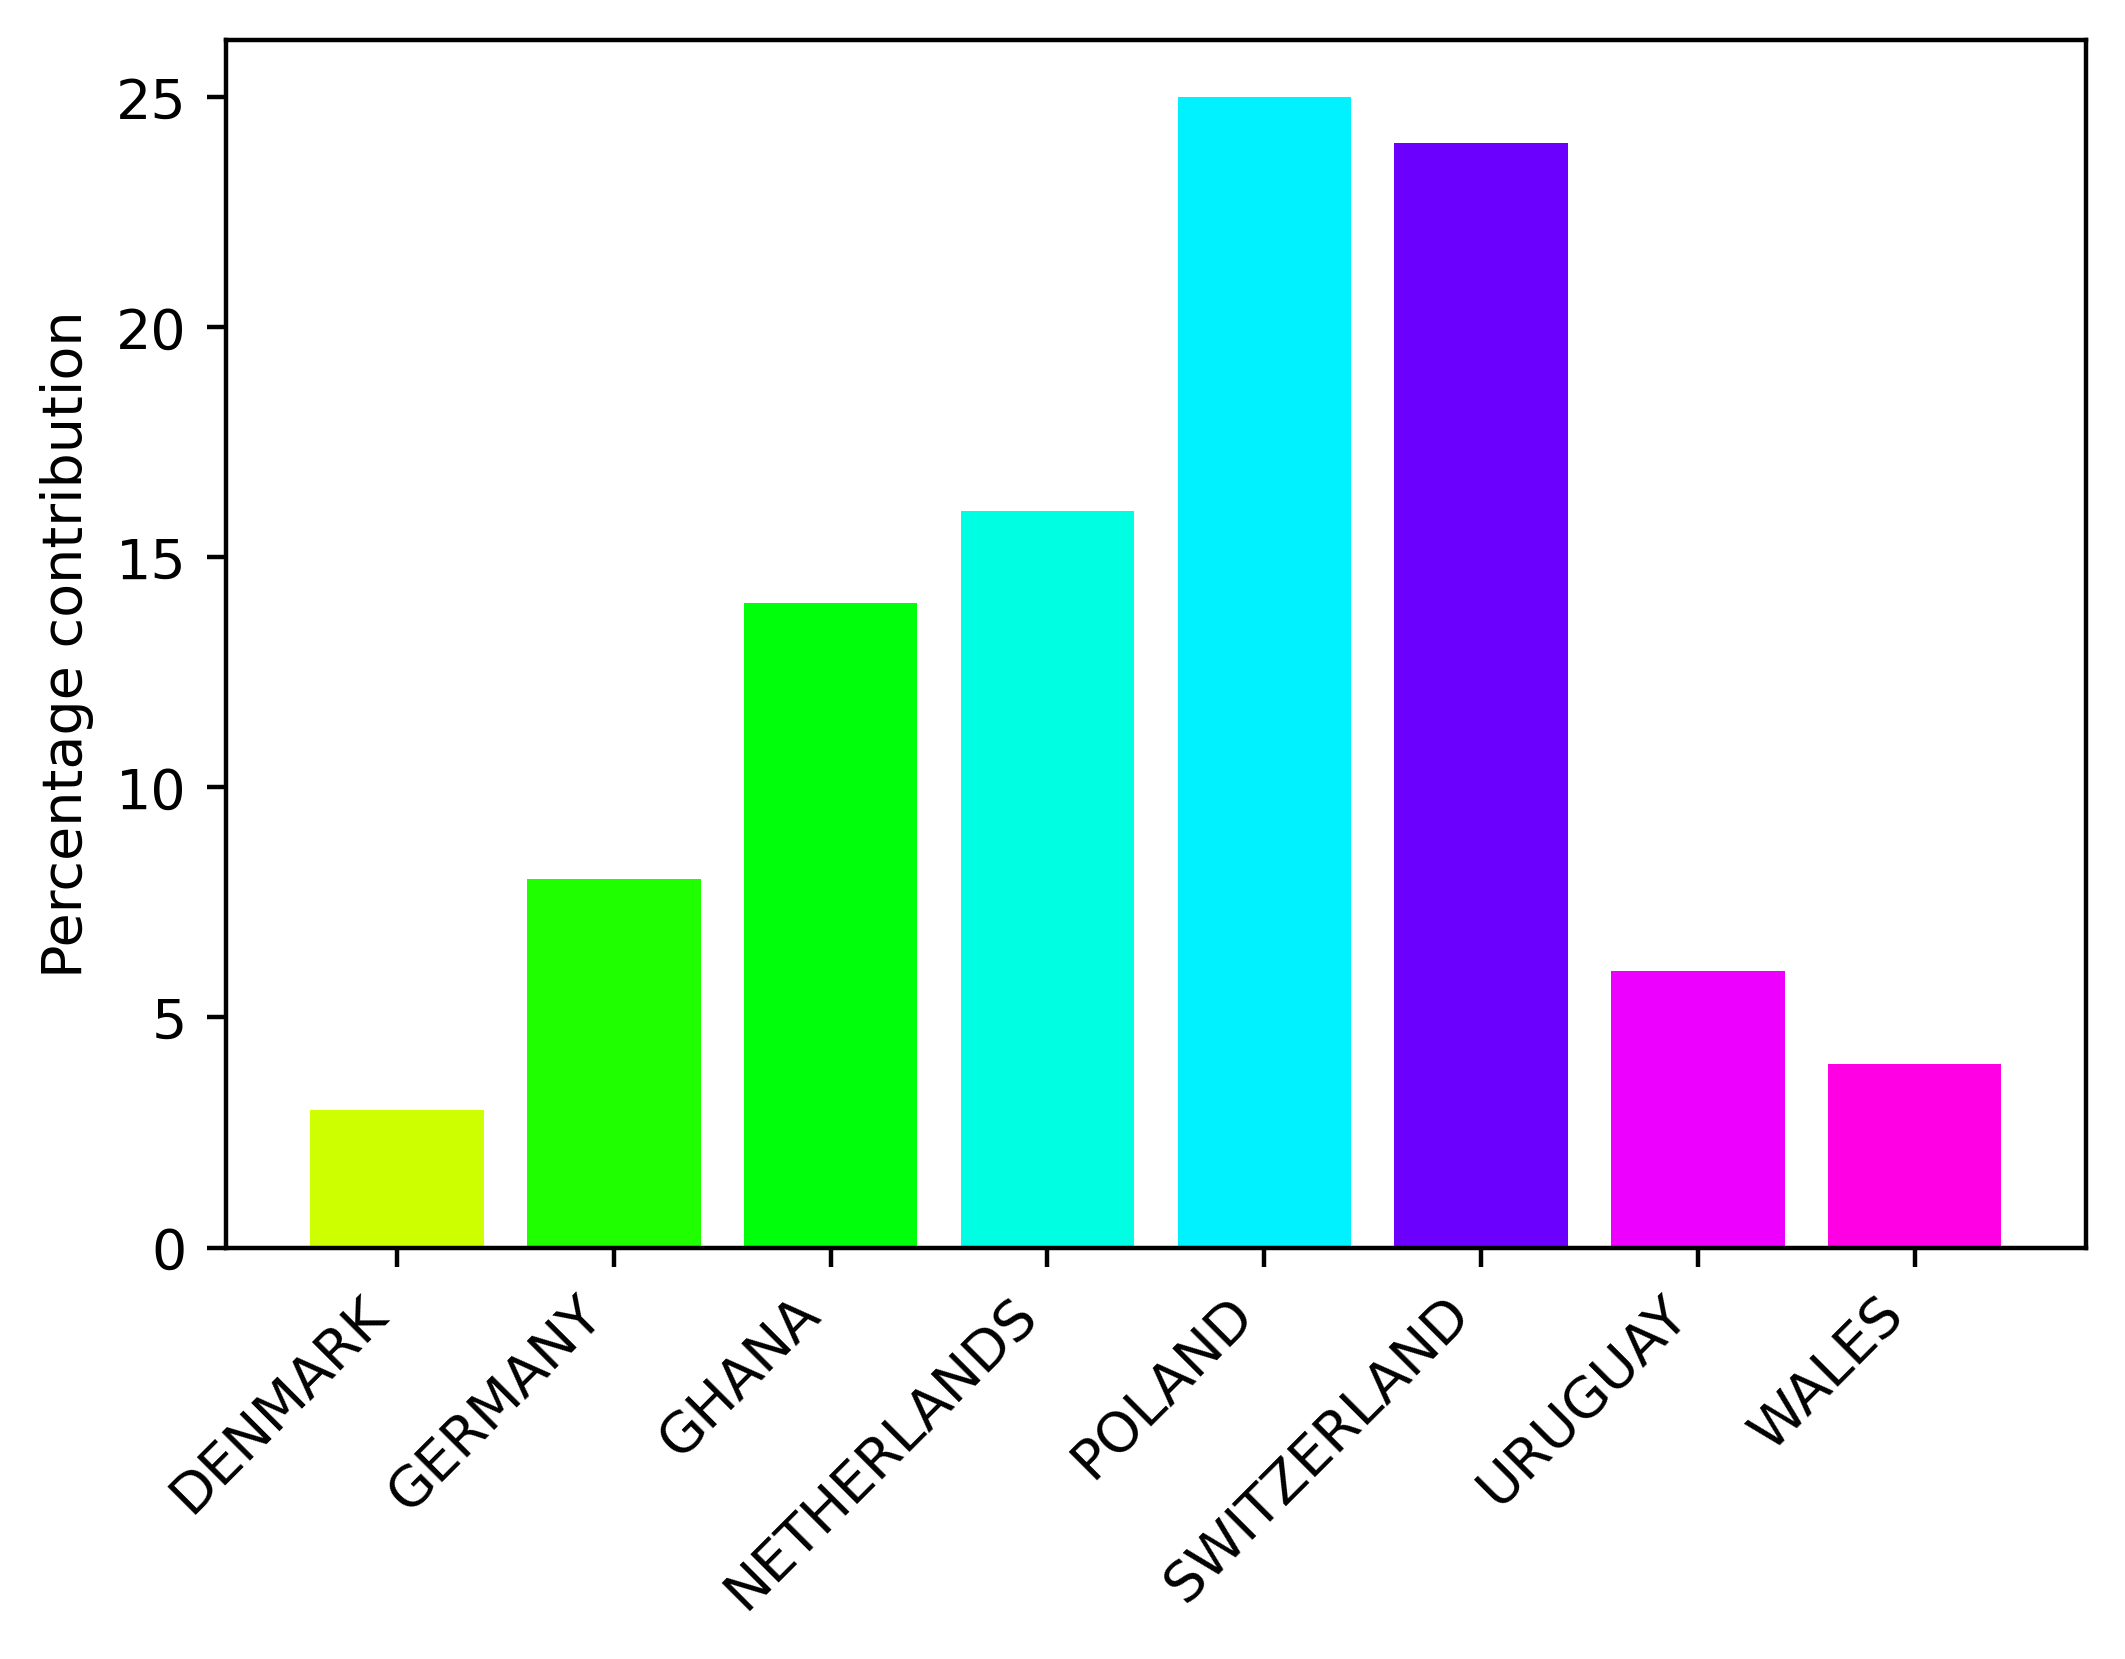 Percentage contribution
25
20
15
10
5
0
DENMARK
GERMANY
GHANA
NETHERLANDS
POLAND
SWITZERLAND
URUGUAY
WALES